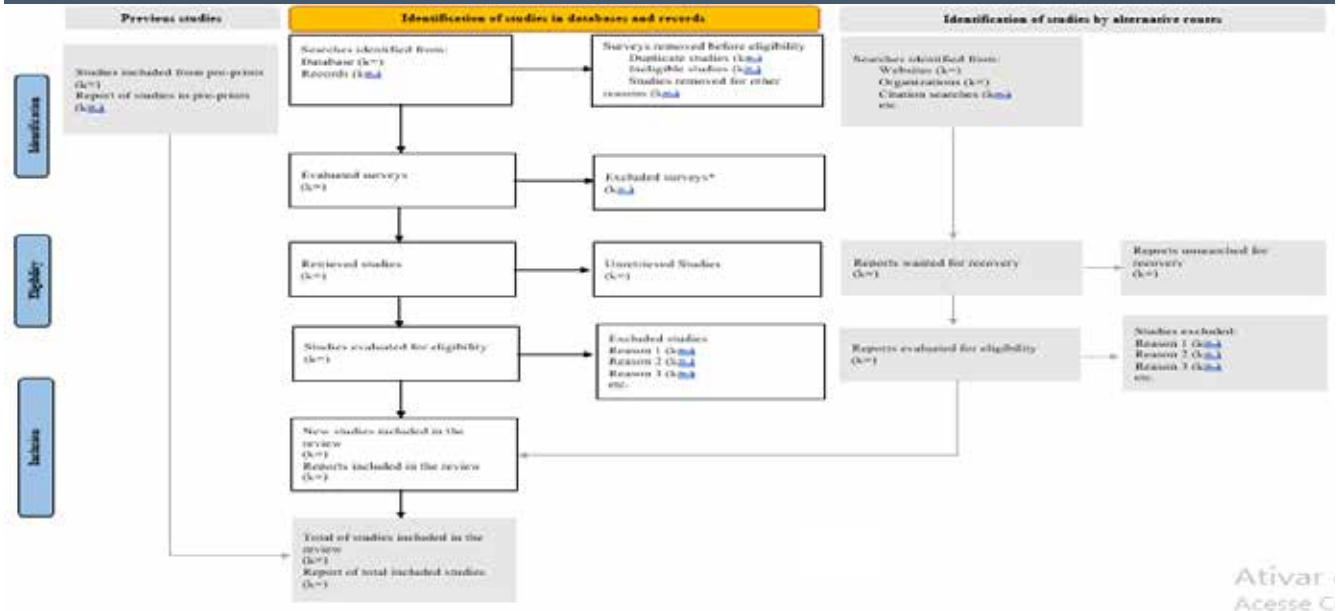 Previous studies
Identification of studies in databases and records
Identification of studies by alternative routes
Identification
Eligibility
Inclusion
Studies included from pre-prints
(k=)
Report of studies in pre-prints
(k=.)
Searches identified from:
Database (k=)
Records (k=.)
Surveys removed before eligibility
Duplicate studies (k=.)
Ineligible studies (k=.)
Studies removed for other
reasons (k=.)
Searches identified from:
Websites (k=)
Organizations (k=)
Citation searches (k=.)
etc.
Evaluated surveys
(k=)
Excluded surveys*
(k=.)
Retrieved studies
(k=)
Unretrieved Studies
(k=)
Reports wanted for recovery
(k=)
Reports unsearched for
recovery
(k=)
Studies evaluated for eligibility
(k=)
Excluded studies
Reason 1 (k=.)
Reason 2 (k=.)
Reason 3 (k=.)
etc.
Reports evaluated for eligibility
(k=)
Studies excluded:
Reason 1 (k=.)
Reason 2 (k=.)
Reason 3 (k=.)
etc.
New studies included in the
review
(k=)
Reports included in the review
(k=)
Total of studies included in the
review
(k=)
Report of total included studies
(k=)
Ativar
Acesse C